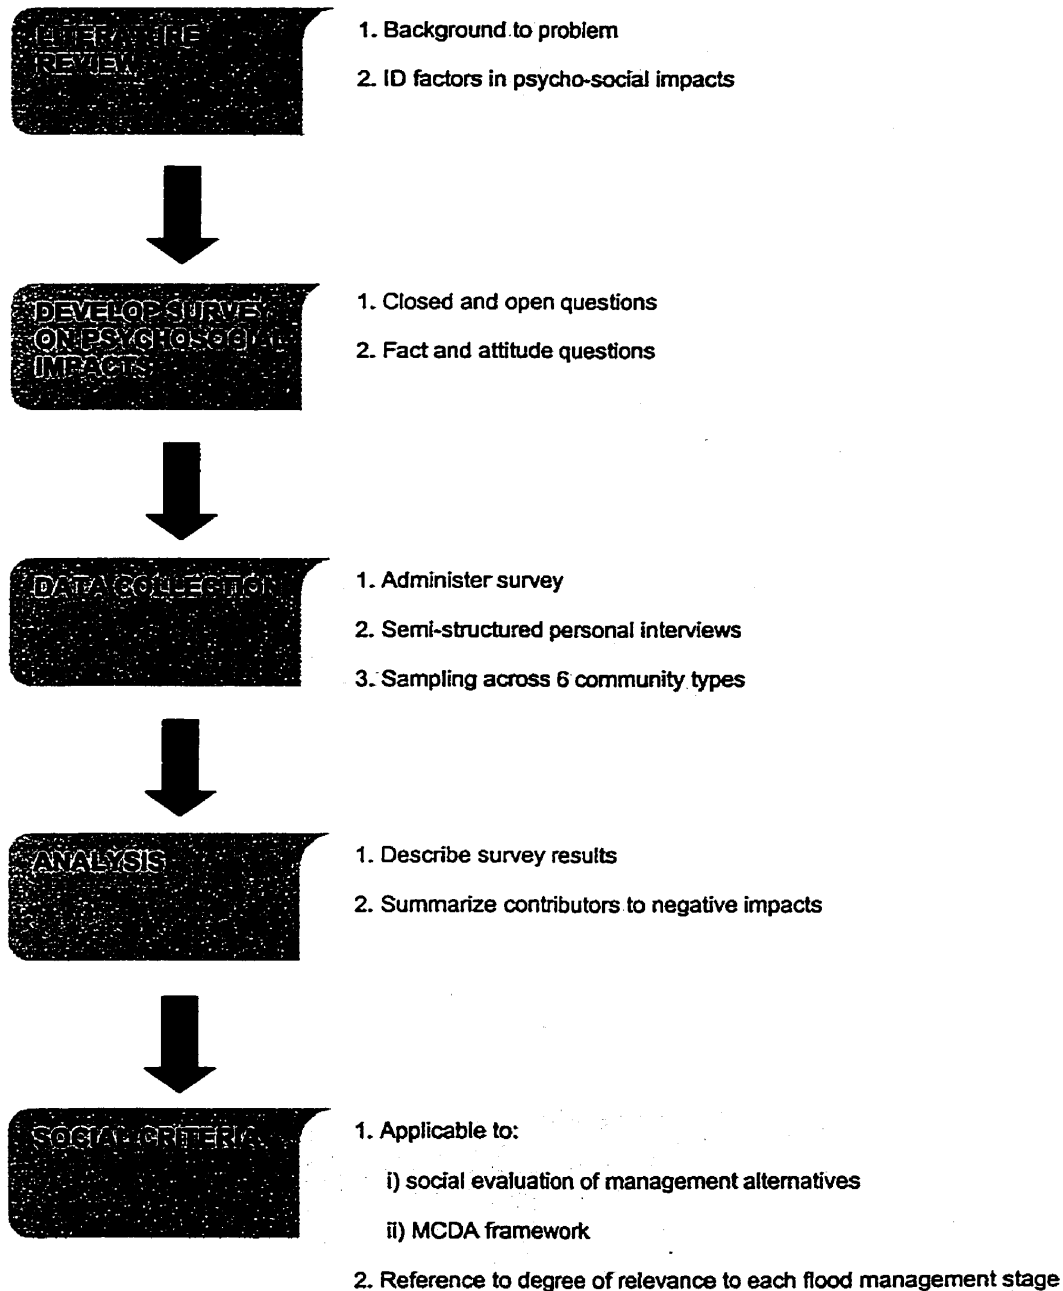 LITERATURE
REVIEW
1. Background to problem
2. ID factors in psycho-social impacts
DEVELOP SURVEY
ON PSYCHOSOCIAL
IMPACTS
1. Closed and open questions
2. Fact and attitude questions
DATA COLLECTION
1. Administer survey
2. Semi-structured personal interviews
3. Sampling across 6 community types
ANALYSIS
1. Describe survey results
2. Summarize contributors to negative impacts
SOCIAL CRITERIA
1. Applicable to:
i) social evaluation of management alternatives
ii) MCDA framework
2. Reference to degree of relevance to each flood management stage